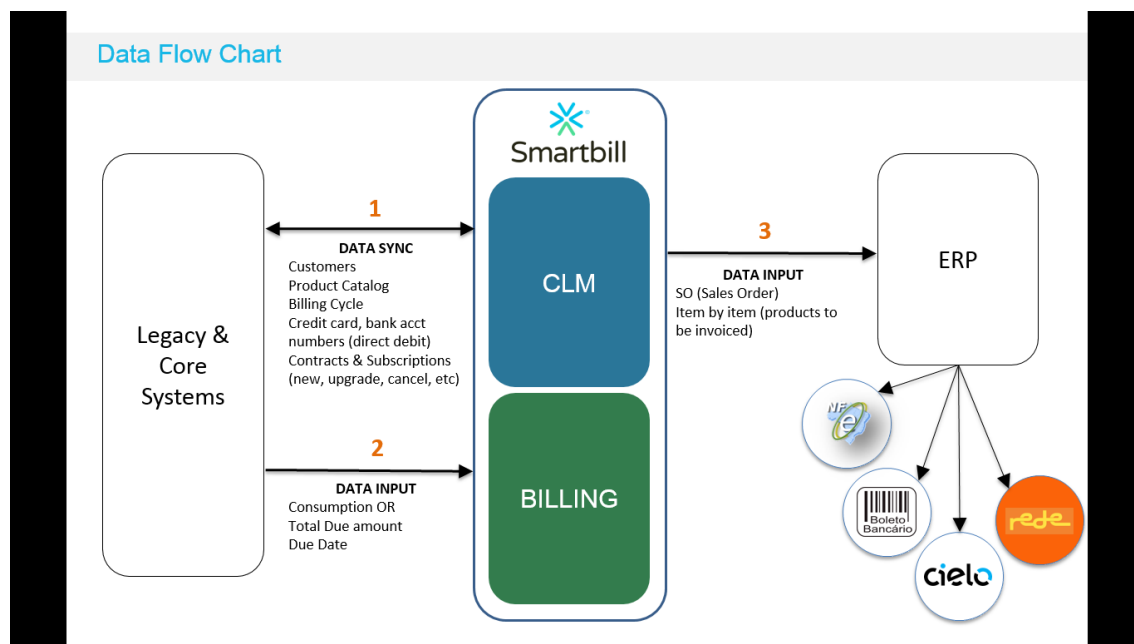 Data Flow Chart
Smartbill
1
DATA SYNC
Customers
Product Catalog
Billing Cycle
Credit card, bank acct
numbers (direct debit)
Contracts & Subscriptions
(new, upgrade, cancel, etc)
Legacy &
Core
Systems
2
DATA INPUT
Consumption OR
Total Due amount
Due Date
CLM
BILLING
3
DATA INPUT
SO (Sales Order)
Item by item (products to
be invoiced)
ERP
NF
e
Boleto
Bancário
cielo
rede